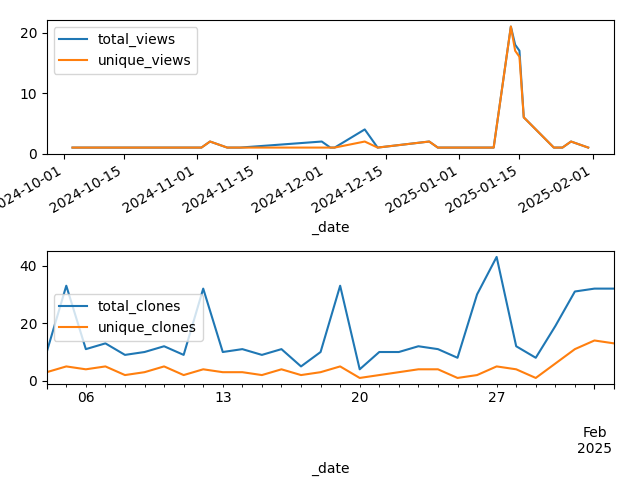 20
10
0
total_views
unique_views
2024-10-01
2024-10-15
2024-11-01
2024-11-15
2024-12-01
2024-12-15
2025-01-01
2025-01-15
2025-02-01
_date
40
20
0
total_clones
unique_clones
06
13
20
27
Feb
2025
_date